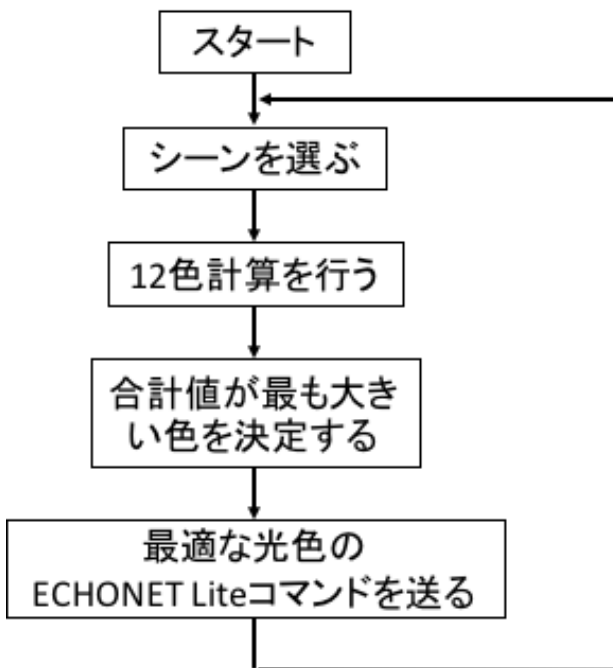 スタート
シーンを選ぶ
12色計算を行う
合計値が最も大き
い色を決定する
最適な光色の
ECHONET Liteコマンドを送る